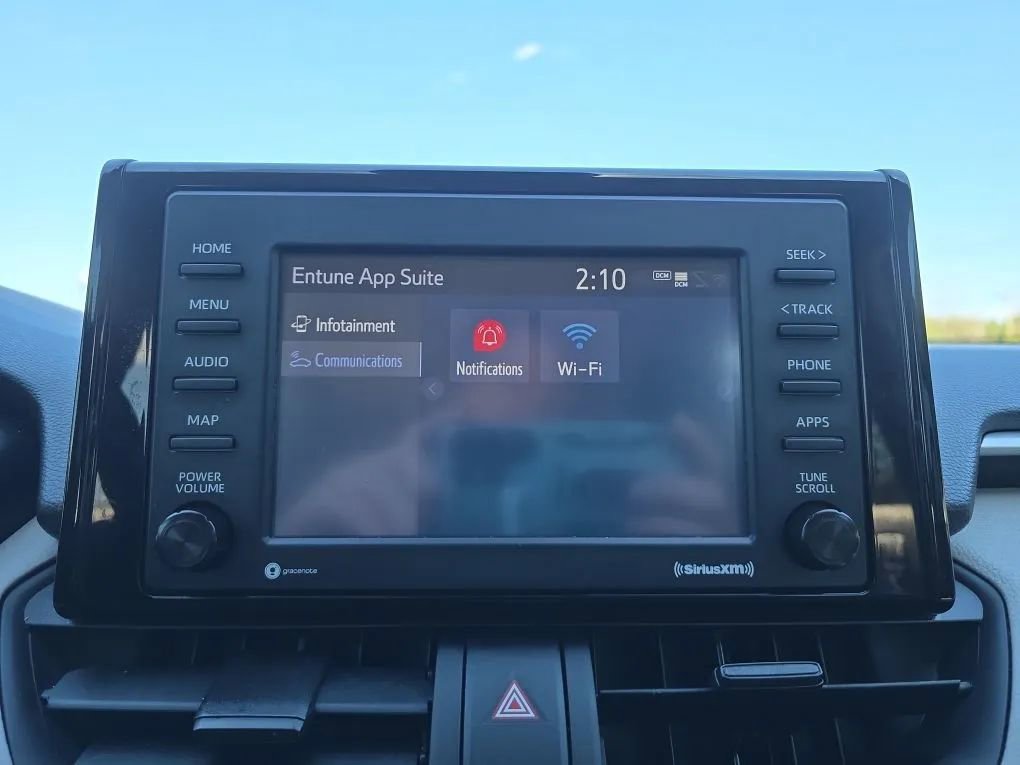 HOME
MENU
AUDIO
MAP
POWER
VOLUME
Entune App Suite
2:10
DCM
DCM
Infotainment
Communications
Notifications
Wi-Fi
SEEK >
< TRACK
PHONE
APPS
TUNE
SCROLL
gracenote
SiriusXM